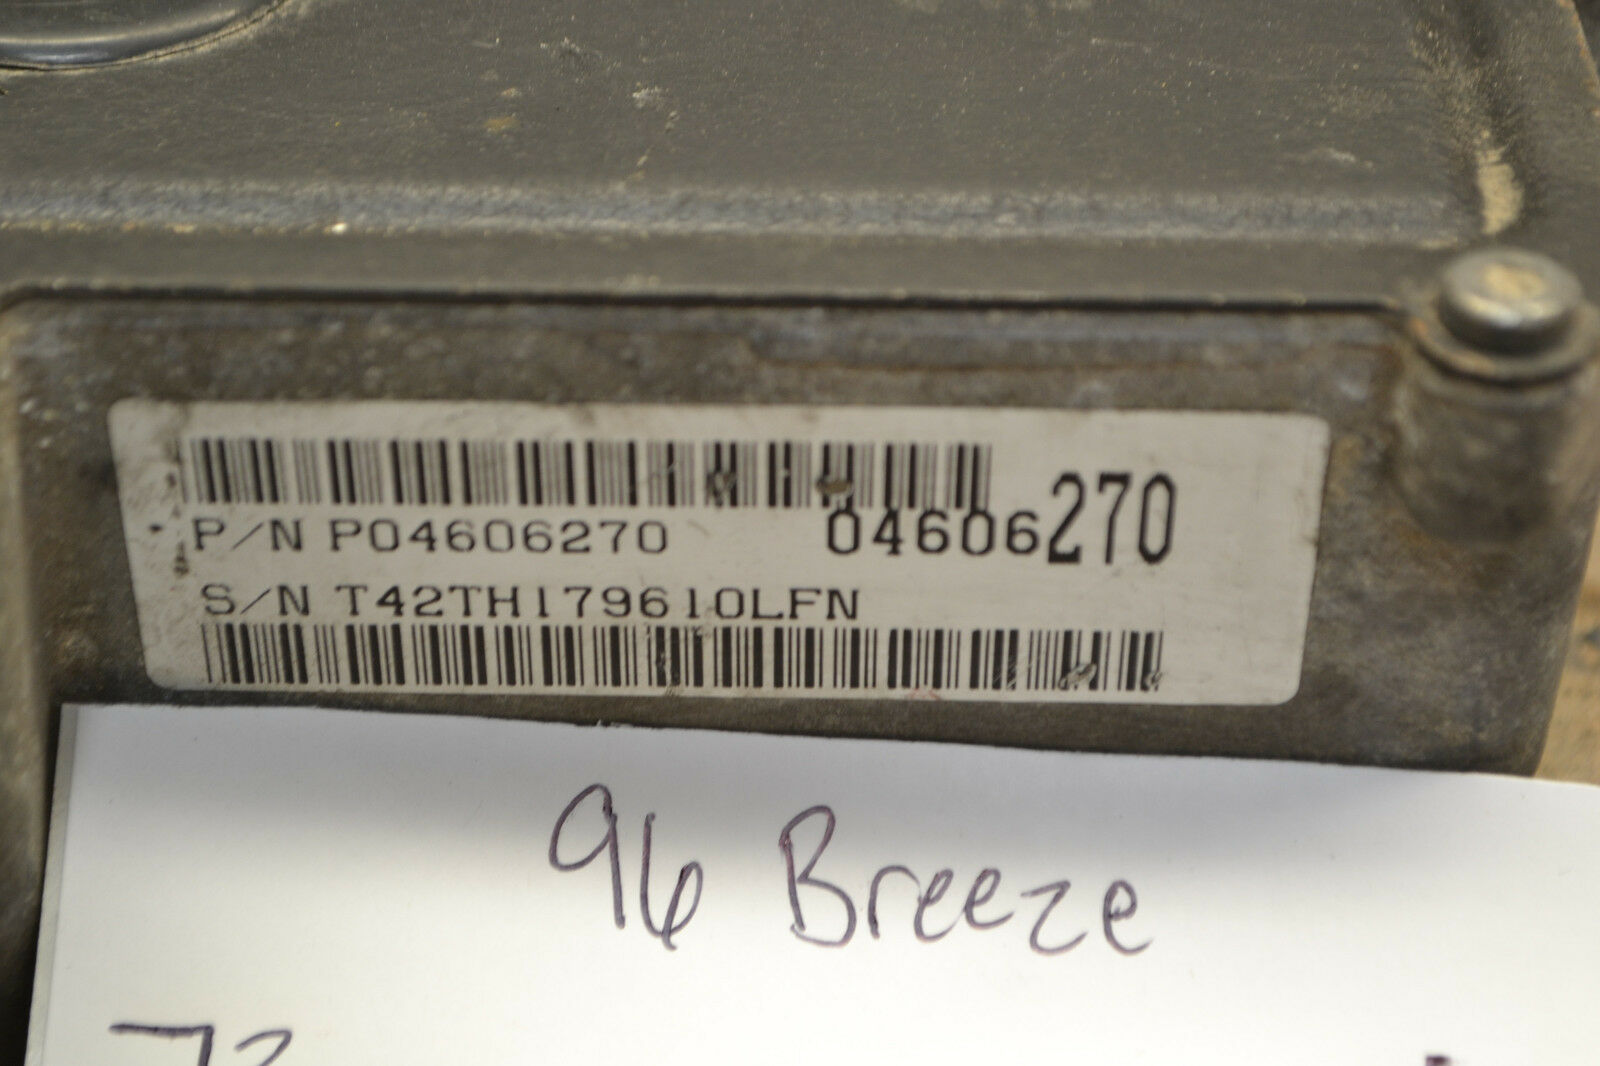 P/N P04606270 04606270
S/N T42TH179610LFN
96 Breeze